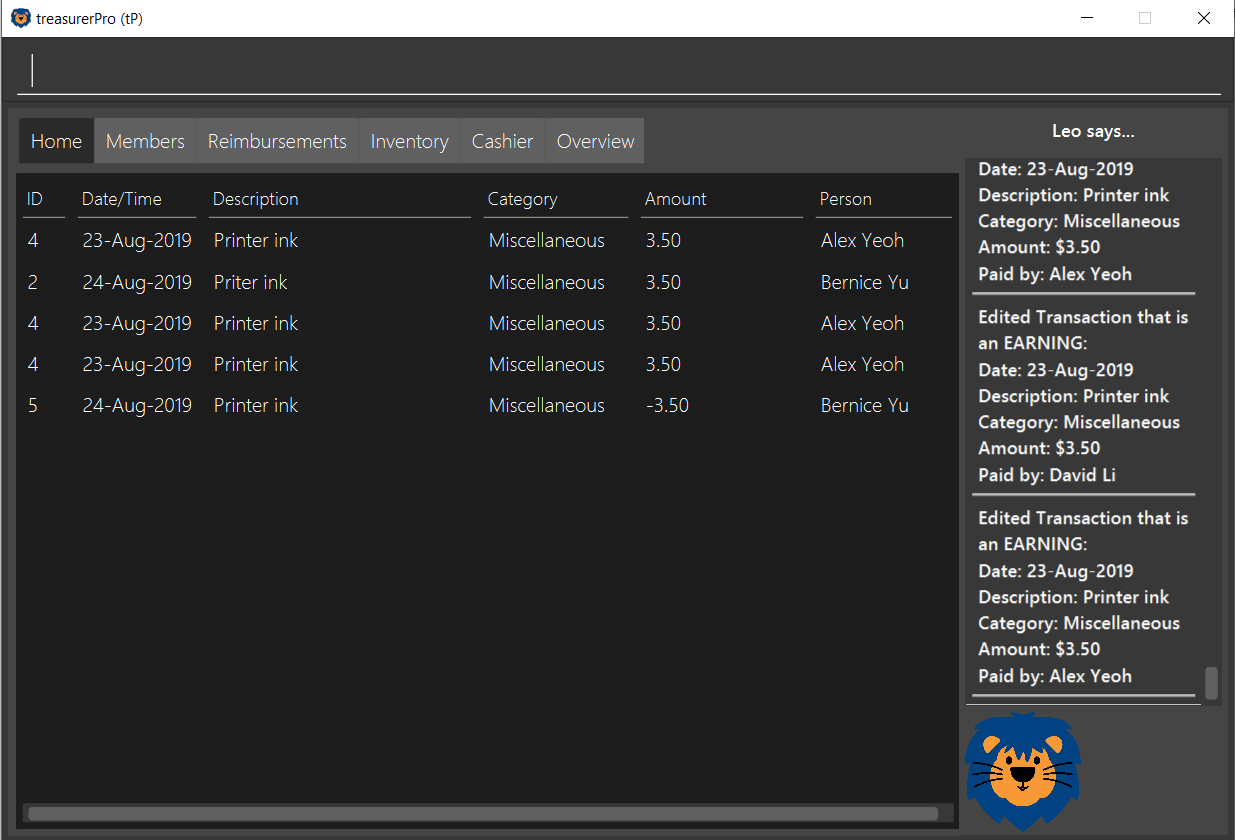 treasurerPro (tP)
Home Members Reimbursements Inventory Cashier Overview
ID Date/Time Description Category Amount Person
4 23-Aug-2019 Printer ink Miscellaneous 3.50 Alex Yeoh
2 24-Aug-2019 Priter ink Miscellaneous 3.50 Bernice Yu
4 23-Aug-2019 Printer ink Miscellaneous 3.50 Alex Yeoh
4 23-Aug-2019 Printer ink Miscellaneous 3.50 Alex Yeoh
5 24-Aug-2019 Printer ink Miscellaneous -3.50 Bernice Yu
Leo says...
Date: 23-Aug-2019
Description: Printer ink
Category: Miscellaneous
Amount: $3.50
Paid by: Alex Yeoh
Edited Transaction that is
an EARNING:
Date: 23-Aug-2019
Description: Printer ink
Category: Miscellaneous
Amount: $3.50
Paid by: David Li
Edited Transaction that is
an EARNING:
Date: 23-Aug-2019
Description: Printer ink
Category: Miscellaneous
Amount: $3.50
Paid by: Alex Yeoh